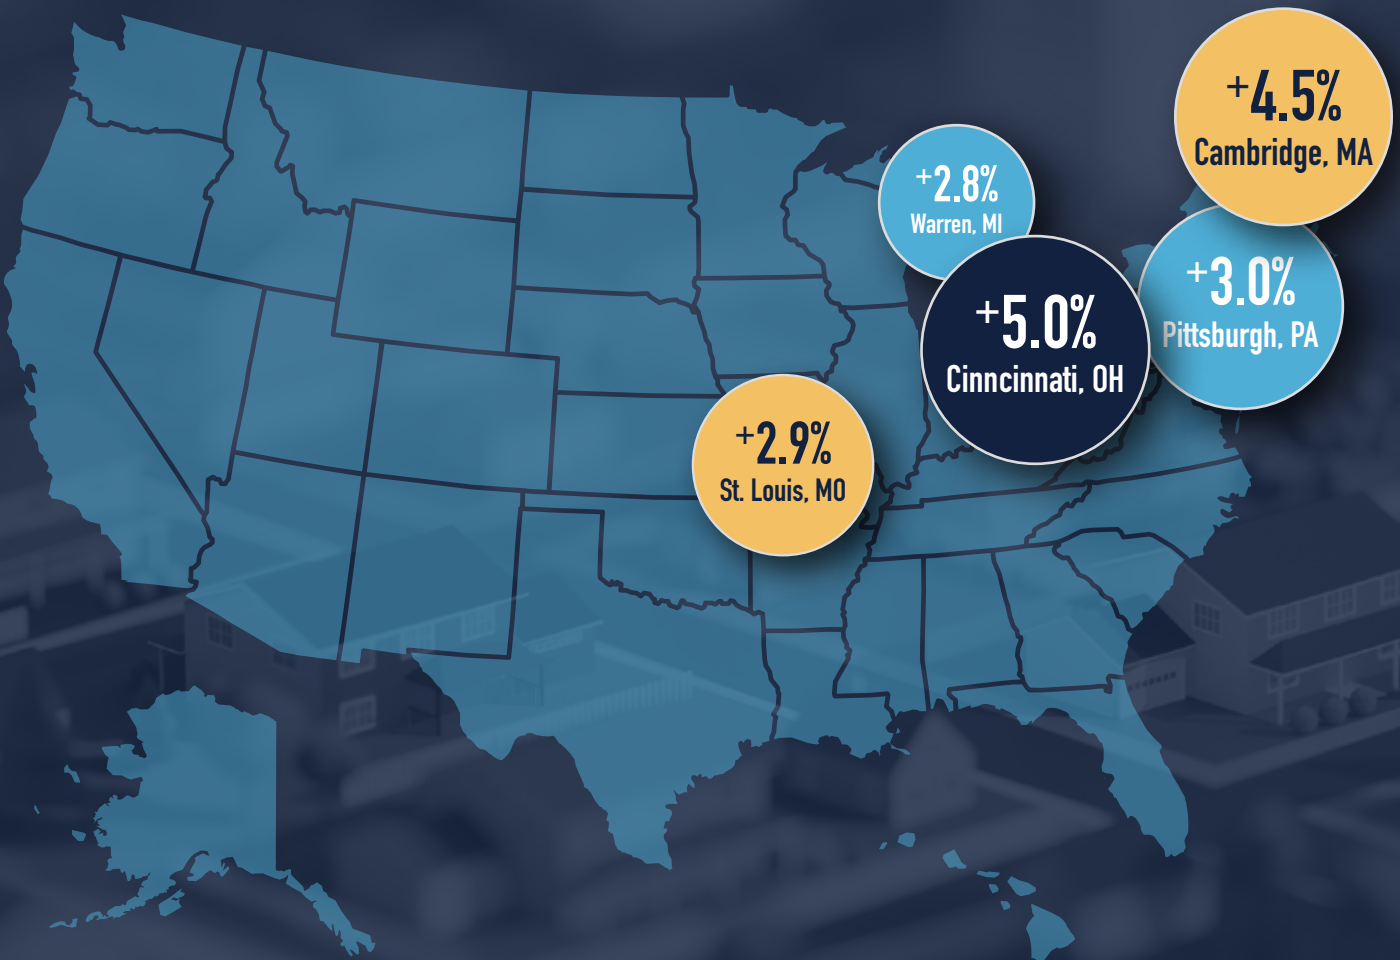 +4.5%
Cambridge, MA
+2.8%
Warren, MI
+3.0%
Pittsburgh, PA
+5.0%
Cinncinnati, OH
+2.9%
St. Louis, MO